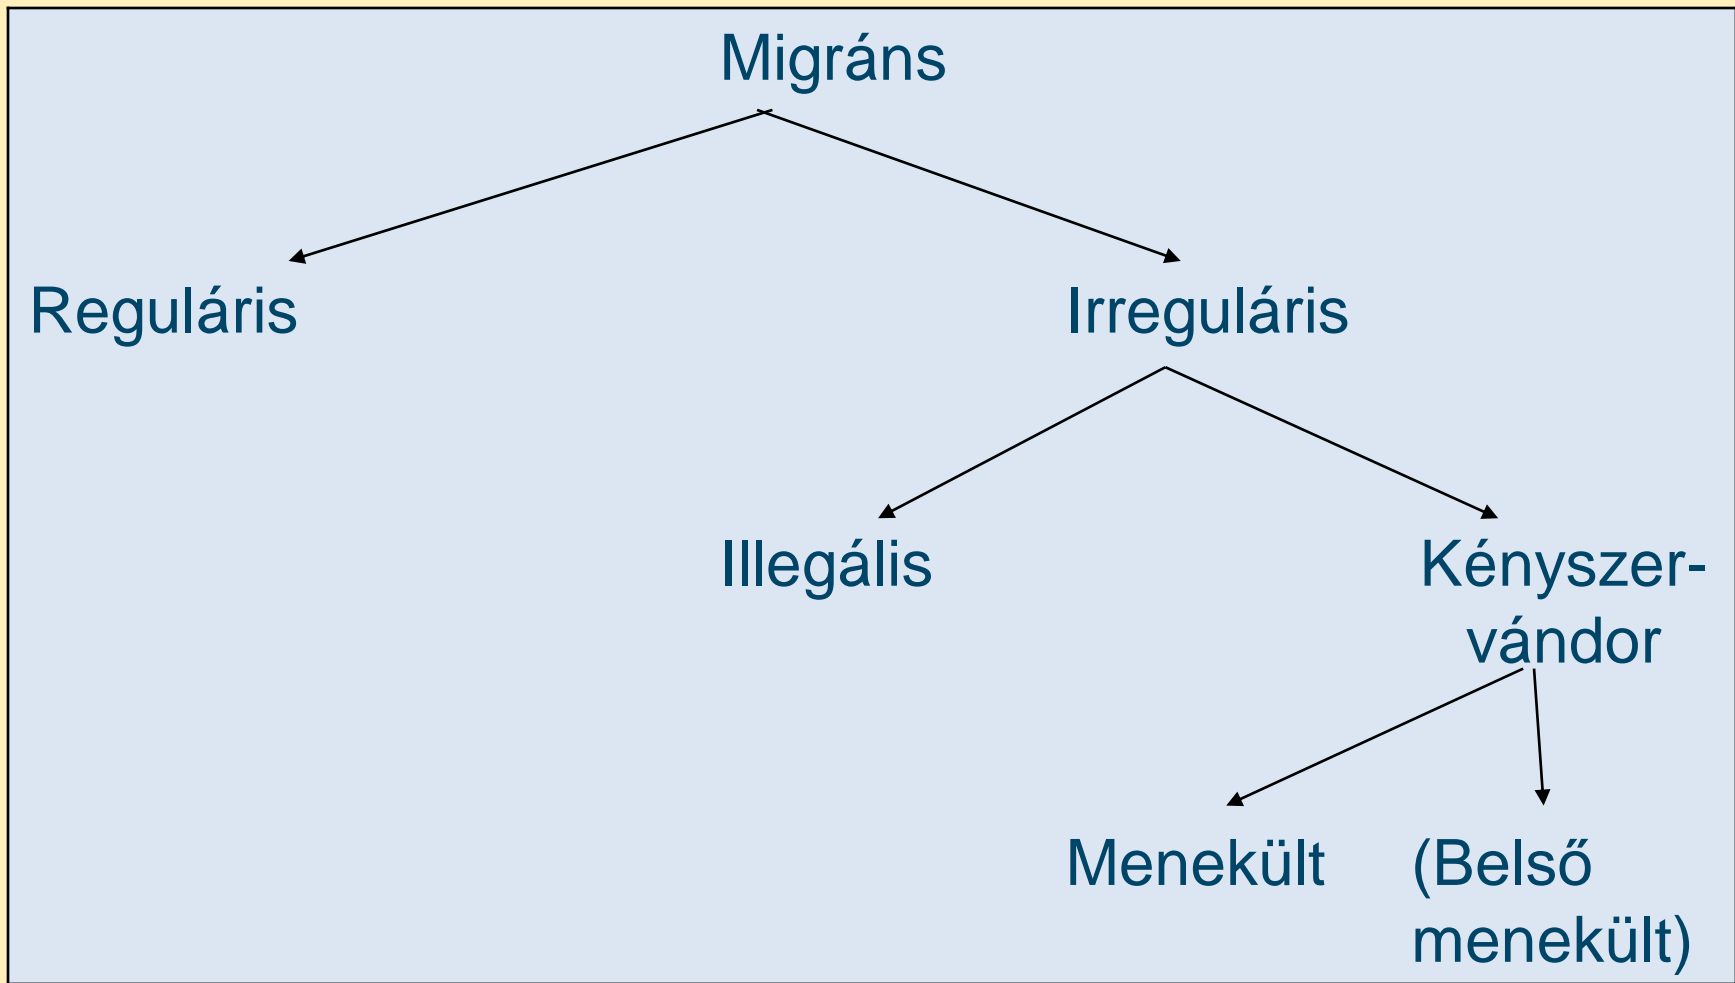 Migráns
Reguláris
Irreguláris
Illegális
Kényszer-
vándor
Menekült
(Belső
menekült)